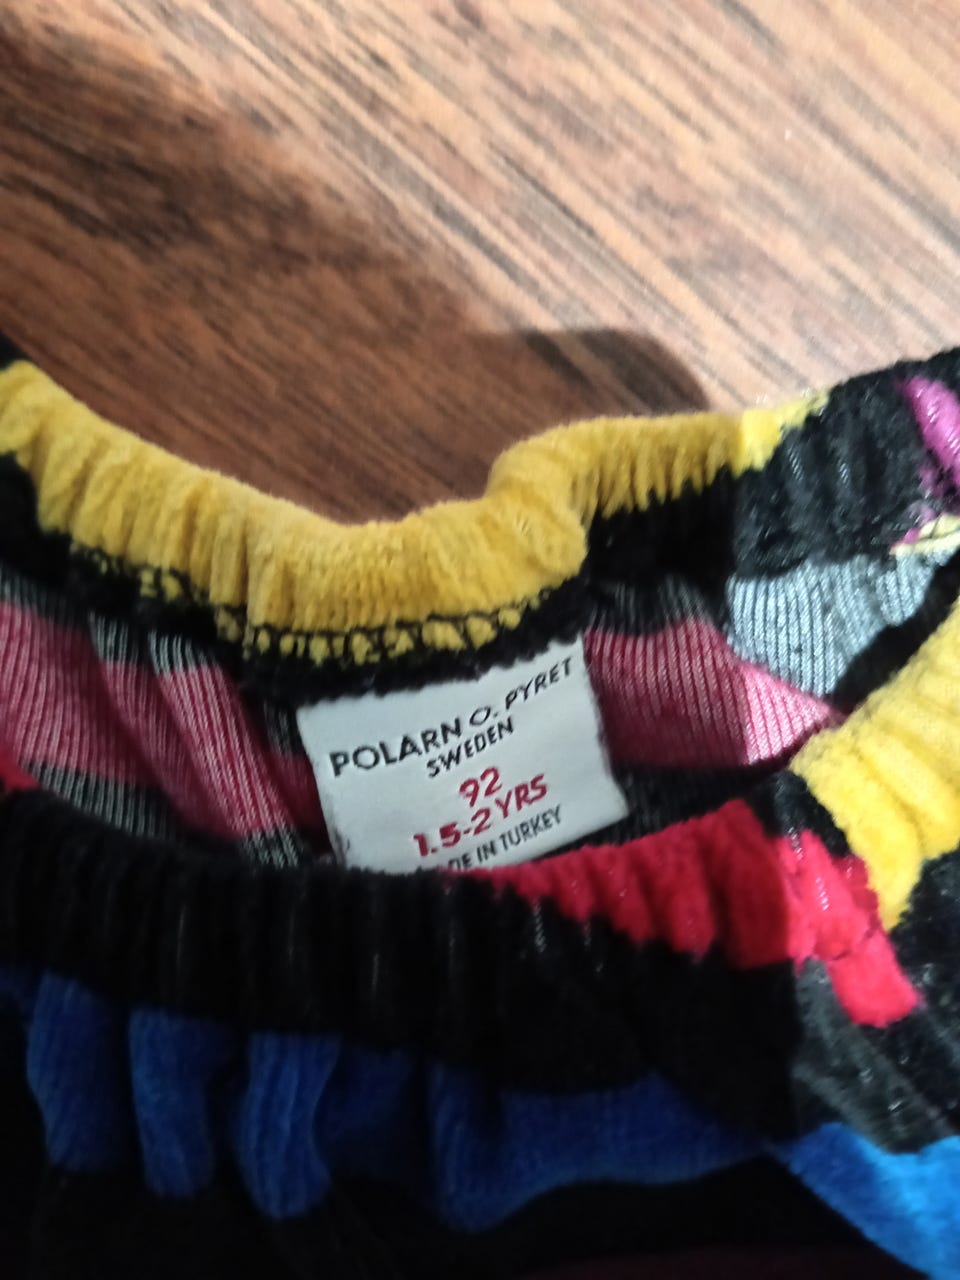 POLARN O. PYRET
SWEDEN
92
1.5-2 YRS
IN TURKEY